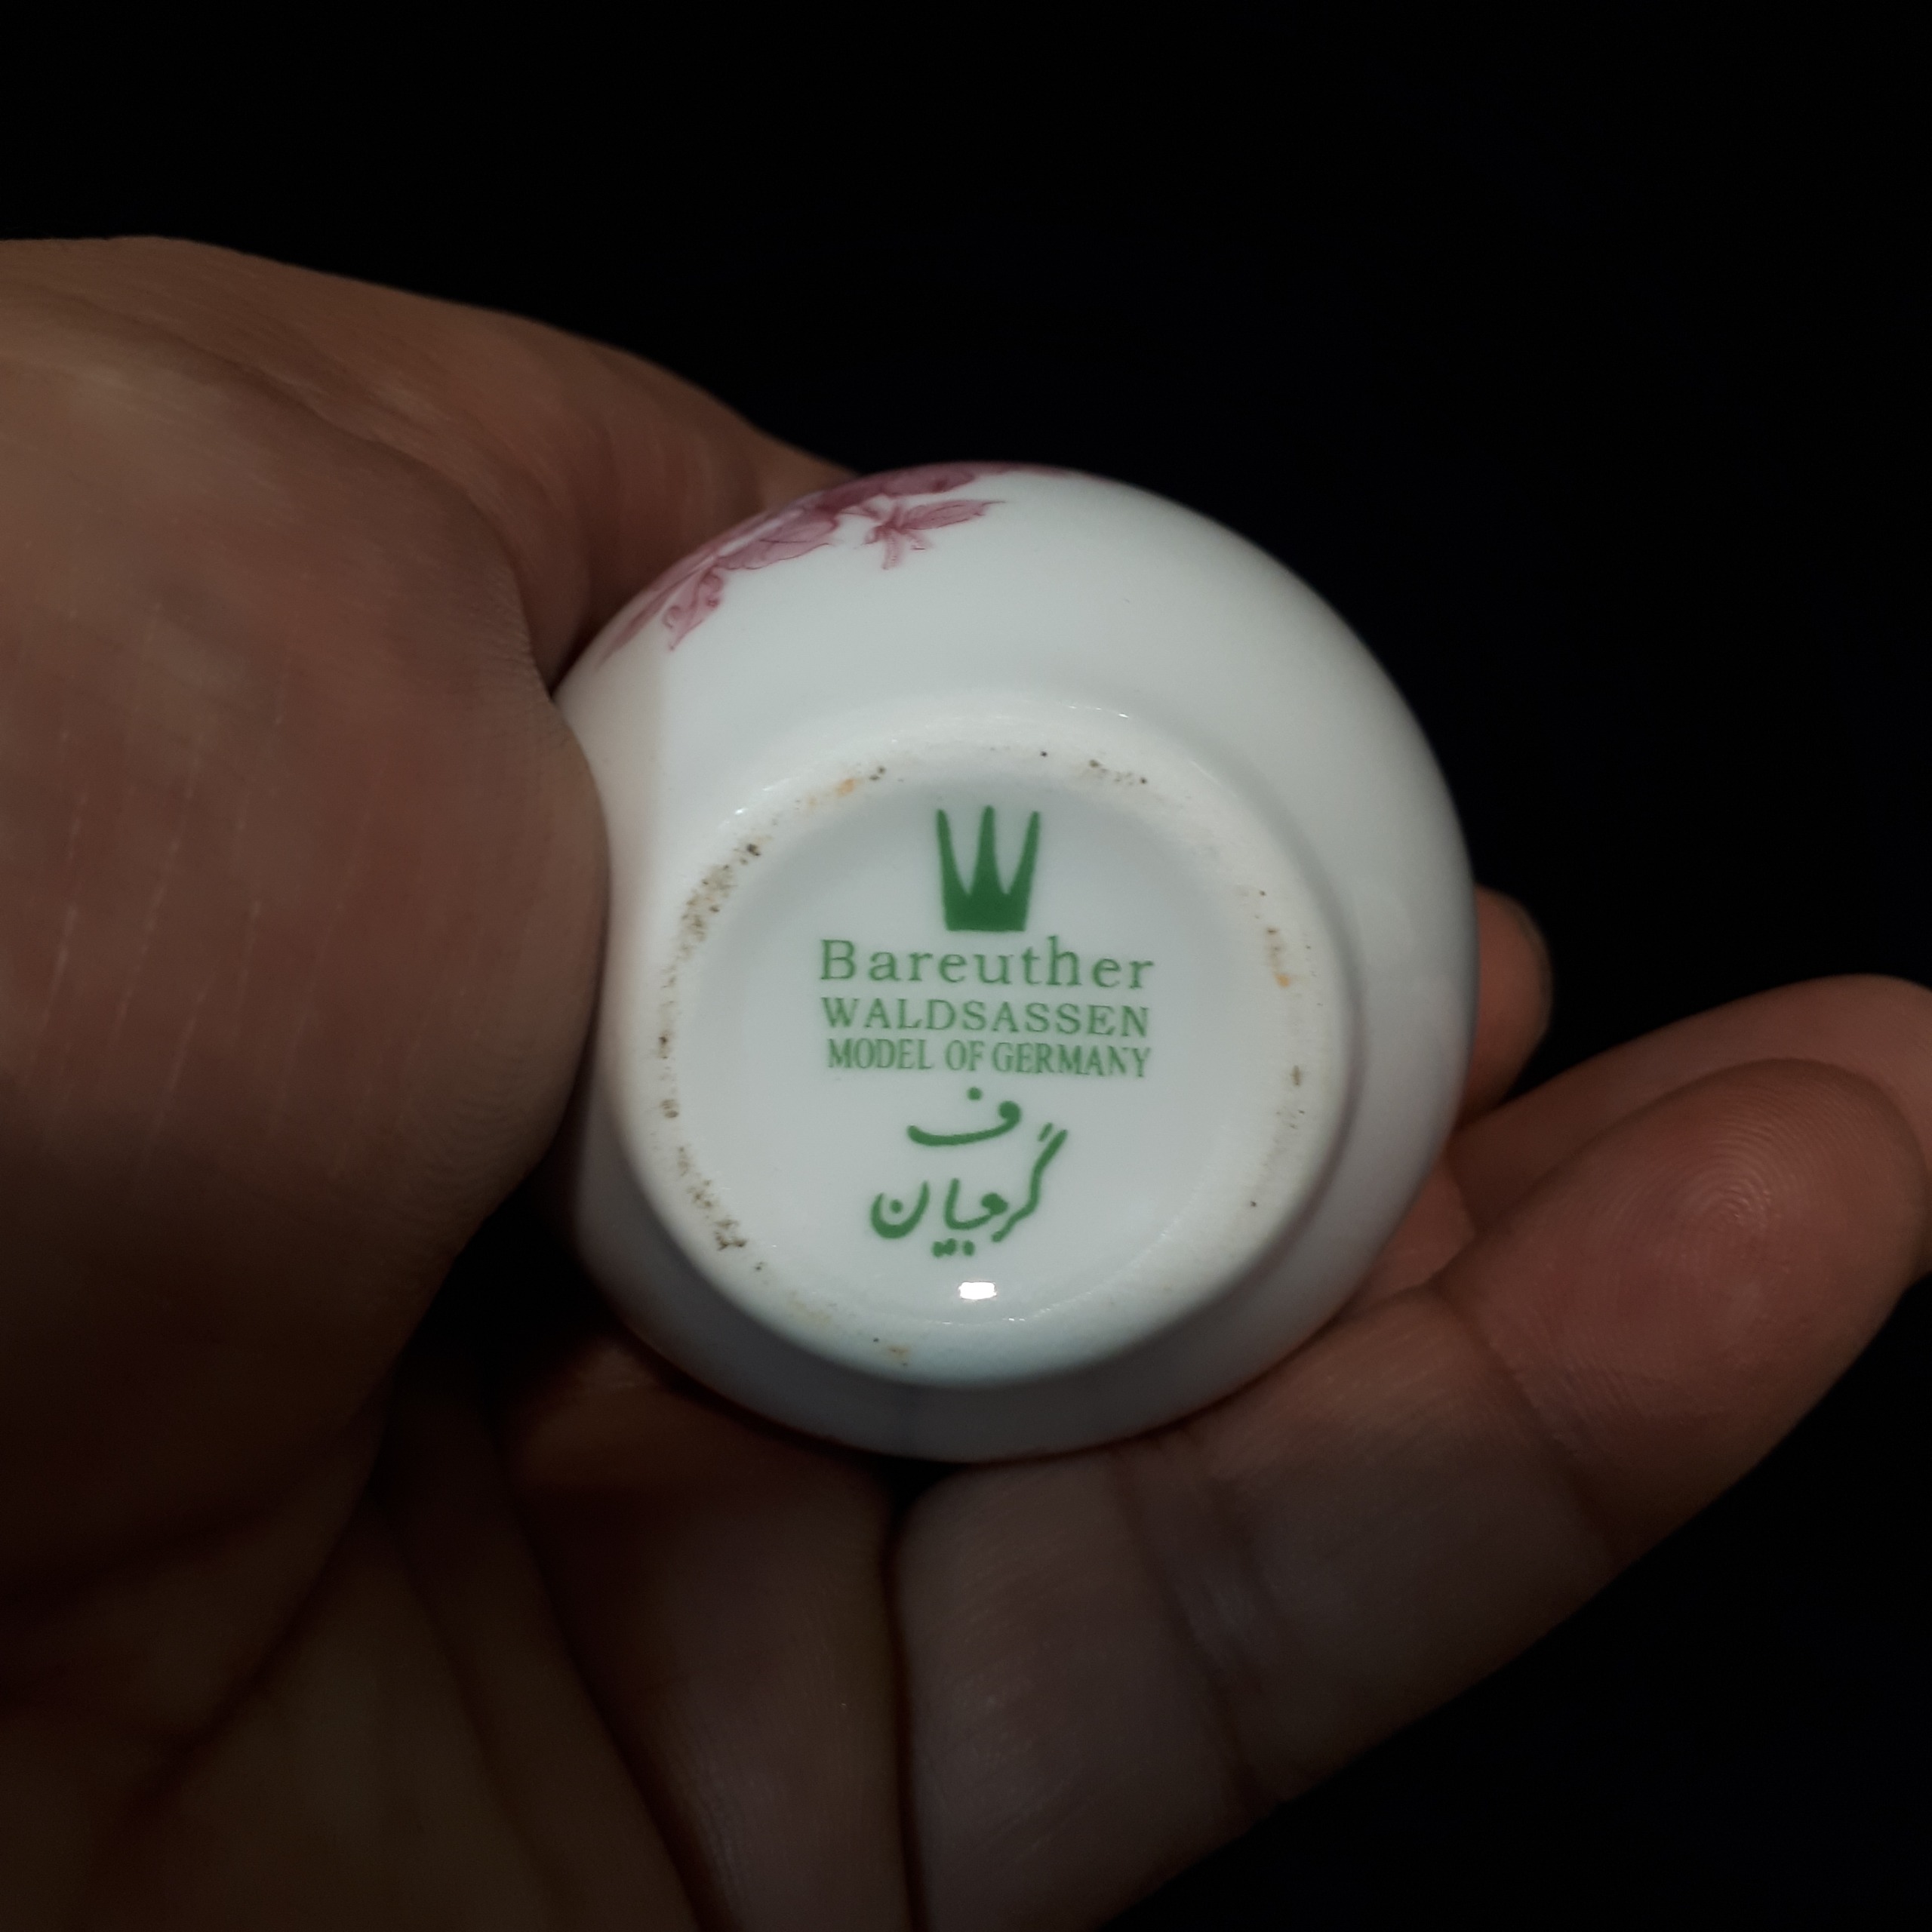 Bareuther
WALDSASSEN
MODEL OF GERMANY
ف
گرجیان